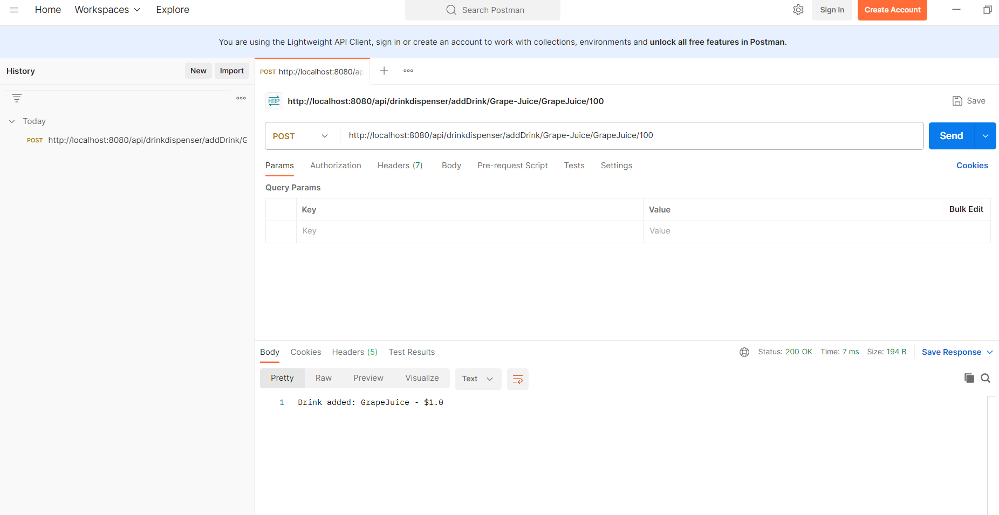 Home Workspaces Explore Search Postman Sign In Create Account
You are using the Lightweight API Client, sign in or create an account to work with collections, environments and unlock all free features in Postman.
History New Import
POST http://localhost:8080/ap
HTTP http://localhost:8080/api/drinkdispenser/addDrink/Grape-Juice/GrapeJuice/100 Save
Today
POST http://localhost:8080/api/drinkdispenser/addDrink/G
POST http://localhost:8080/api/drinkdispenser/addDrink/Grape-Juice/GrapeJuice/100 Send
Params Authorization Headers (7) Body Pre-request Script Tests Settings Cookies
Query Params
Key Value Bulk Edit
Key Value
Body Cookies Headers (5) Test Results Status: 200 OK Time: 7 ms Size: 194 B Save Response
Pretty Raw Preview Visualize Text
1 Drink added: GrapeJuice - $1.0